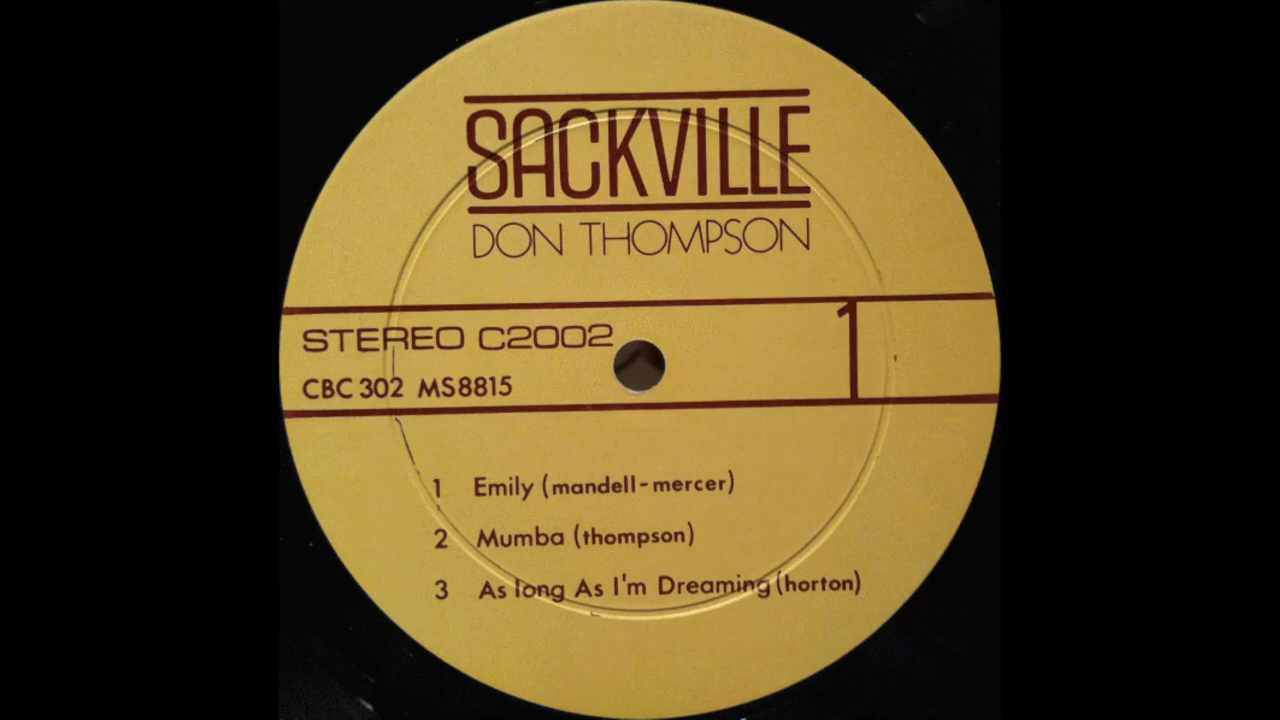 SACKVILLE
DON THOMPSON
STEREO C2002
CBC 302 MS8815
1
1 Emily (mandell-mercer)
2 Mumba (thompson)
3 As long As I'm Dreaming (horton)